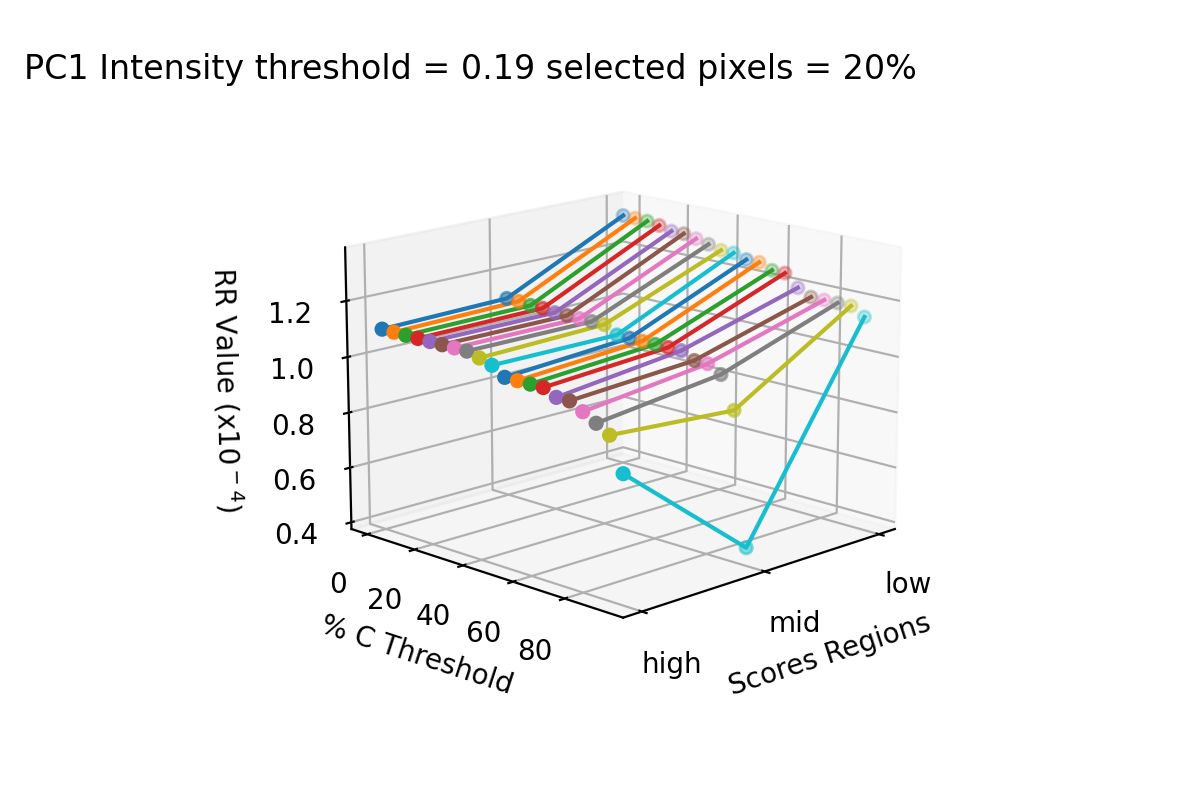 PC1 Intensity threshold = 0.19 selected pixels = 20%
RR Value (x10⁻⁴)
1.2
1.0
0.8
0.6
0.4
0
20
40
60
80
% C Threshold
high
mid
low
Scores Regions